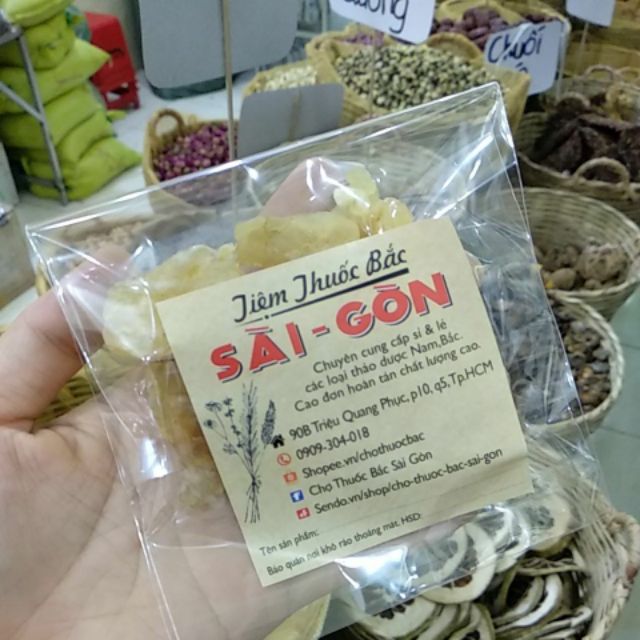 Chuối
Tiệm Thuốc Bắc
SÀI-GÒN
Chuyên cung cấp sỉ & lẻ
các loại thảo dược Nam,Bắc.
Cao đơn hoàn tán chất lượng cao.
90B Triệu Quang Phục, p10, q5,Tp.HCM
0909-304-018
Shopee.vn/chothuocbac
Chợ Thuốc Bắc Sài Gòn
Sendo.vn/shop/cho-thuoc-bac-sai-gon
Tên sản phẩm:
Bảo quản nơi khô ráo thoáng mát. HSD: